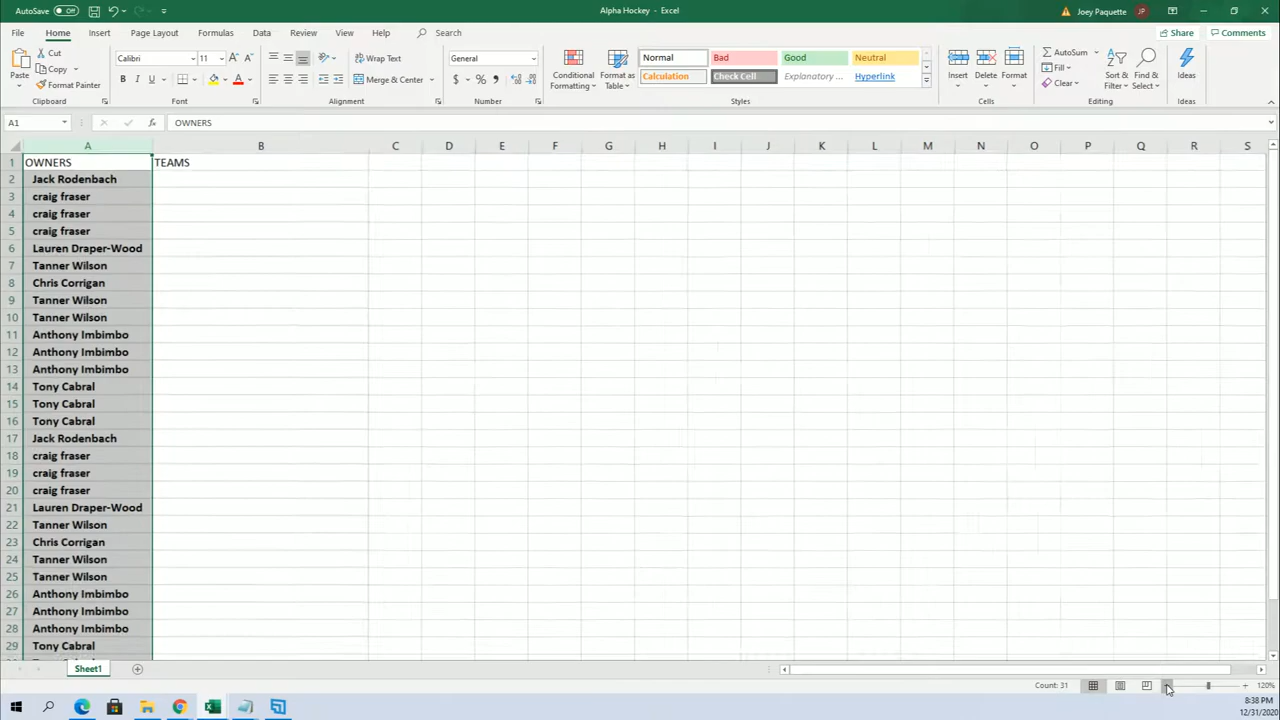 AutoSave Off
Alpha Hockey - Excel
Joey Paquette JP
File Home Insert Page Layout Formulas Data Review View Help Search
Share Comments
Paste Cut Copy Format Painter
Calibri 11 A A
B I U A
Wrap Text
Merge & Center
General
$ % ,
Conditional Formatting
Format as Table
Normal Bad Good Neutral
Calculation Check Cell Explanatory ... Hyperlink
Insert Delete Format
AutoSum Fill Clear
Sort & Filter
Find & Select
Ideas
Clipboard Font Alignment Number Styles Cells Editing Ideas
A1 fx OWNERS
A B C D E F G H I J K L M N O P Q R S
1 OWNERS TEAMS
2 Jack Rodenbach
3 craig fraser
4 craig fraser
5 craig fraser
6 Lauren Draper-Wood
7 Tanner Wilson
8 Chris Corrigan
9 Tanner Wilson
10 Tanner Wilson
11 Anthony Imbimbo
12 Anthony Imbimbo
13 Anthony Imbimbo
14 Tony Cabral
15 Tony Cabral
16 Tony Cabral
17 Jack Rodenbach
18 craig fraser
19 craig fraser
20 craig fraser
21 Lauren Draper-Wood
22 Tanner Wilson
23 Chris Corrigan
24 Tanner Wilson
25 Tanner Wilson
26 Anthony Imbimbo
27 Anthony Imbimbo
28 Anthony Imbimbo
29 Tony Cabral
Sheet1
Count: 31 120%
8:38 PM
12/31/2020